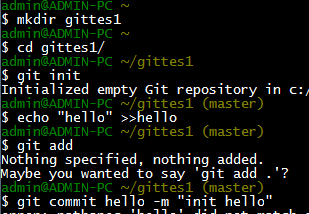 admin@ADMIN-PC ~
$ mkdir gittes1
admin@ADMIN-PC ~
$ cd gittes1/
admin@ADMIN-PC ~/gittes1
$ git init
Initialized empty Git repository in c:/
admin@ADMIN-PC ~/gittes1 (master)
$ echo "hello" >>hello
admin@ADMIN-PC ~/gittes1 (master)
$ git add
Nothing specified, nothing added.
Maybe you wanted to say 'git add .'?
admin@ADMIN-PC ~/gittes1 (master)
$ git commit hello -m "init hello"
error: pathspec 'hello' did not match